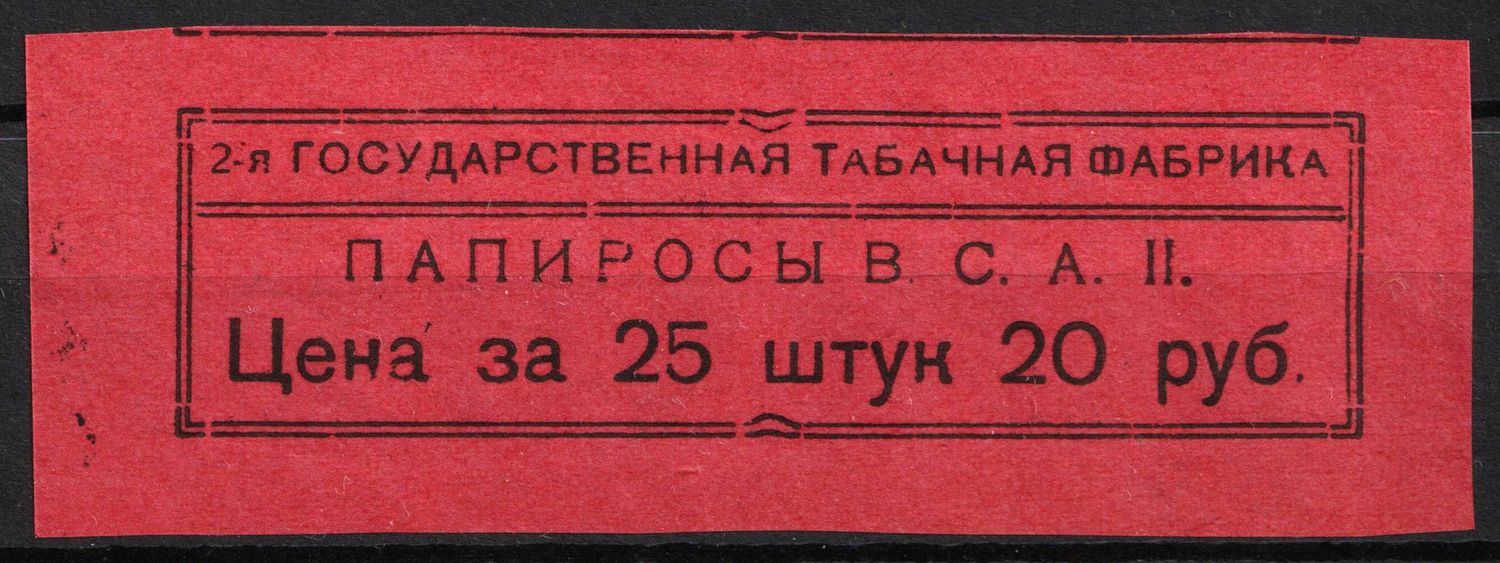 2-я ГОСУДАРСТВЕННАЯ ТАБАЧНАЯ ФАБРИКА
ПАПИРОСЫ В. С. А. II.
Цена за 25 штук 20 руб.